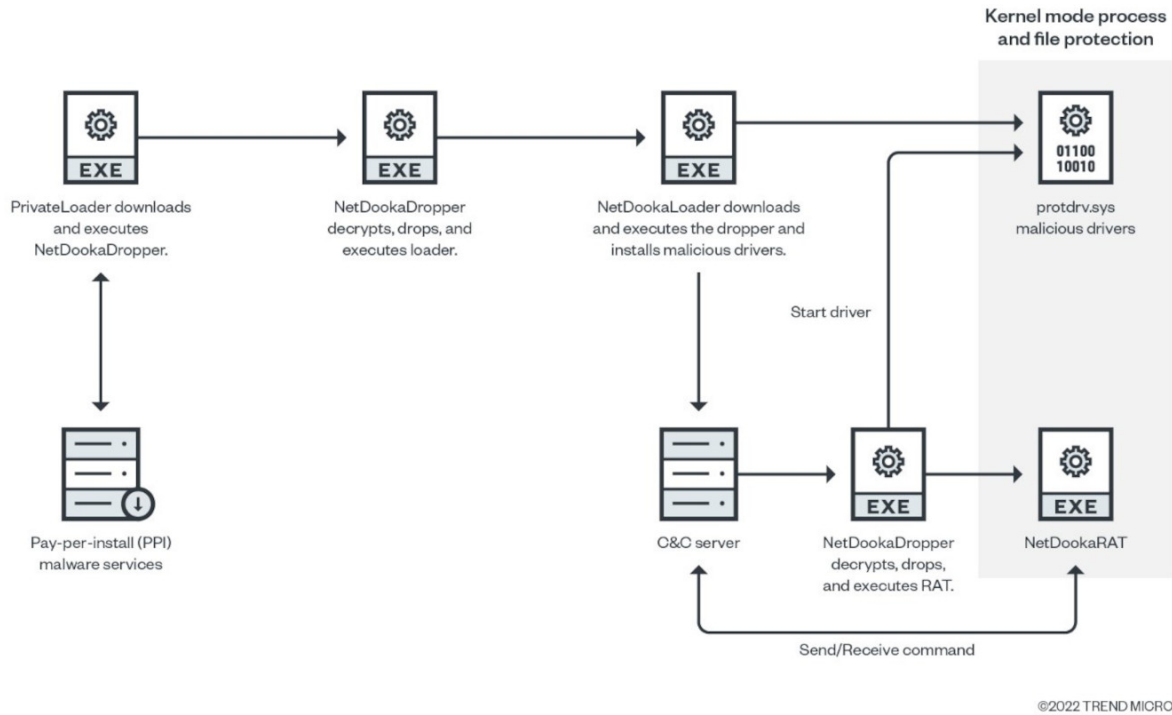 Kernel mode process
and file protection
EXE
EXE
EXE
01100
10010
PrivateLoader downloads
and executes
NetDookaDropper.
NetDookaDropper
decrypts, drops, and
executes loader.
NetDookaLoader downloads
and executes the dropper and
installs malicious drivers.
protdrv.sys
malicious drivers
Start driver
EXE
EXE
Pay-per-install (PPI)
malware services
C&C server
NetDookaDropper
decrypts, drops,
and executes RAT.
NetDookaRAT
Send/Receive command
©2022 TREND MICRO